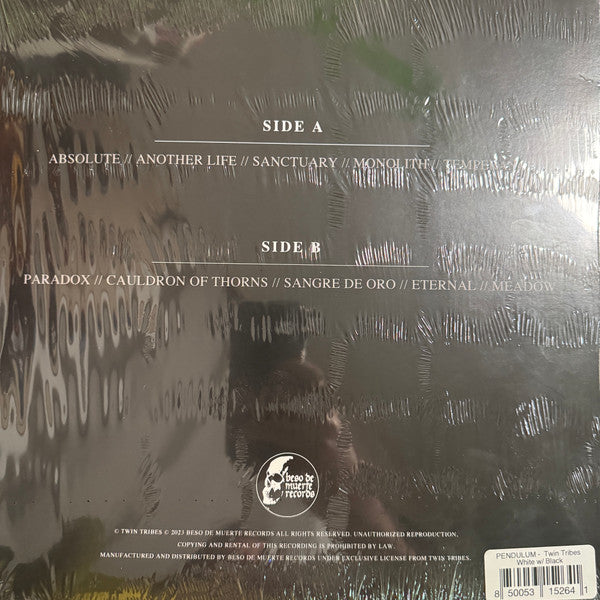 SIDE A
ABSOLUTE // ANOTHER LIFE // SANCTUARY // MONOLITH //
SIDE B
PARADOX // CAULDRON OF THORNS // SANGRE DE ORO // ETERNAL // MEADOW
beso de
muerte
records
© TWIN TRIBES © 2023 BESO DE MUERTE RECORDS ALL RIGHTS RESERVED. UNAUTHORIZED REPRODUCTION,
COPYING AND RENTAL OF THIS RECORDING IS PROHIBITED BY LAW.
MANUFACTURED AND DISTRIBUTED BY BESO DE MUERTE RECORDS UNDER EXCLUSIVE LICENSE FROM TWIN TRIBES.
PENDULUM - Twin Tribes
White w/ Black
8 50053 15264 1